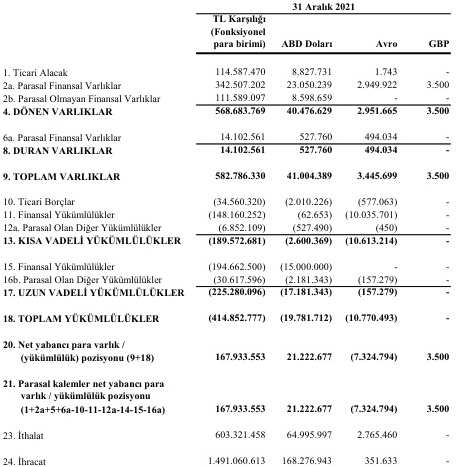 31 Aralık 2021
TL Karşılığı
(Fonksiyonel
para birimi) ABD Doları Avro GBP
1. Ticari Alacak 114.587.470 8.827.731 1.743 -
2a. Parasal Finansal Varlıklar 342.507.202 23.050.239 2.949.922 3.500
2b. Parasal Olmayan Finansal Varlıklar 111.589.097 8.598.659 - -
4. DÖNEN VARLIKLAR 568.683.769 40.476.629 2.951.665 3.500
6a. Parasal Finansal Varlıklar 14.102.561 527.760 494.034 -
8. DURAN VARLIKLAR 14.102.561 527.760 494.034 -
9. TOPLAM VARLIKLAR 582.786.330 41.004.389 3.445.699 3.500
10. Ticari Borçlar (34.560.320) (2.010.226) (577.063) -
11. Finansal Yükümlülükler (148.160.252) (62.653) (10.035.701) -
12a. Parasal Olan Diğer Yükümlülükler (6.852.109) (527.490) (450) -
13. KISA VADELİ YÜKÜMLÜLÜKLER (189.572.681) (2.600.369) (10.613.214) -
15. Finansal Yükümlülükler (194.662.500) (15.000.000) - -
16b. Parasal Olan Diğer Yükümlülükler (30.617.596) (2.181.343) (157.279) -
17. UZUN VADELİ YÜKÜMLÜLÜKLER (225.280.096) (17.181.343) (157.279) -
18. TOPLAM YÜKÜMLÜLÜKLER (414.852.777) (19.781.712) (10.770.493) -
20. Net yabancı para varlık /
(yükümlülük) pozisyonu (9+18) 167.933.553 21.222.677 (7.324.794) 3.500
21. Parasal kalemler net yabancı para
varlık / yükümlülük pozisyonu
(1+2a+5+6a-10-11-12a-14-15-16a) 167.933.553 21.222.677 (7.324.794) 3.500
23. İthalat 603.321.458 64.995.997 2.765.460 -
24. İhracat 1.491.060.613 168.276.943 351.633 -